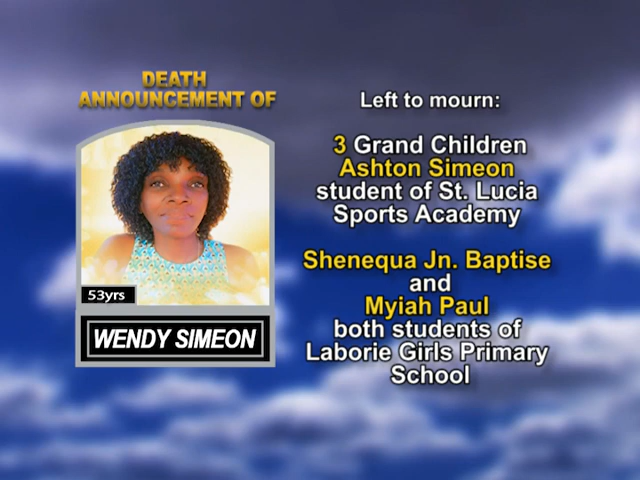 DEATH
ANNOUNCEMENT OF
53yrs
WENDY SIMEON
Left to mourn:
3 Grand Children
Ashton Simeon
student of St. Lucia
Sports Academy
Shenequa Jn. Baptise
and
Myiah Paul
both students of
Laborie Girls Primary
School